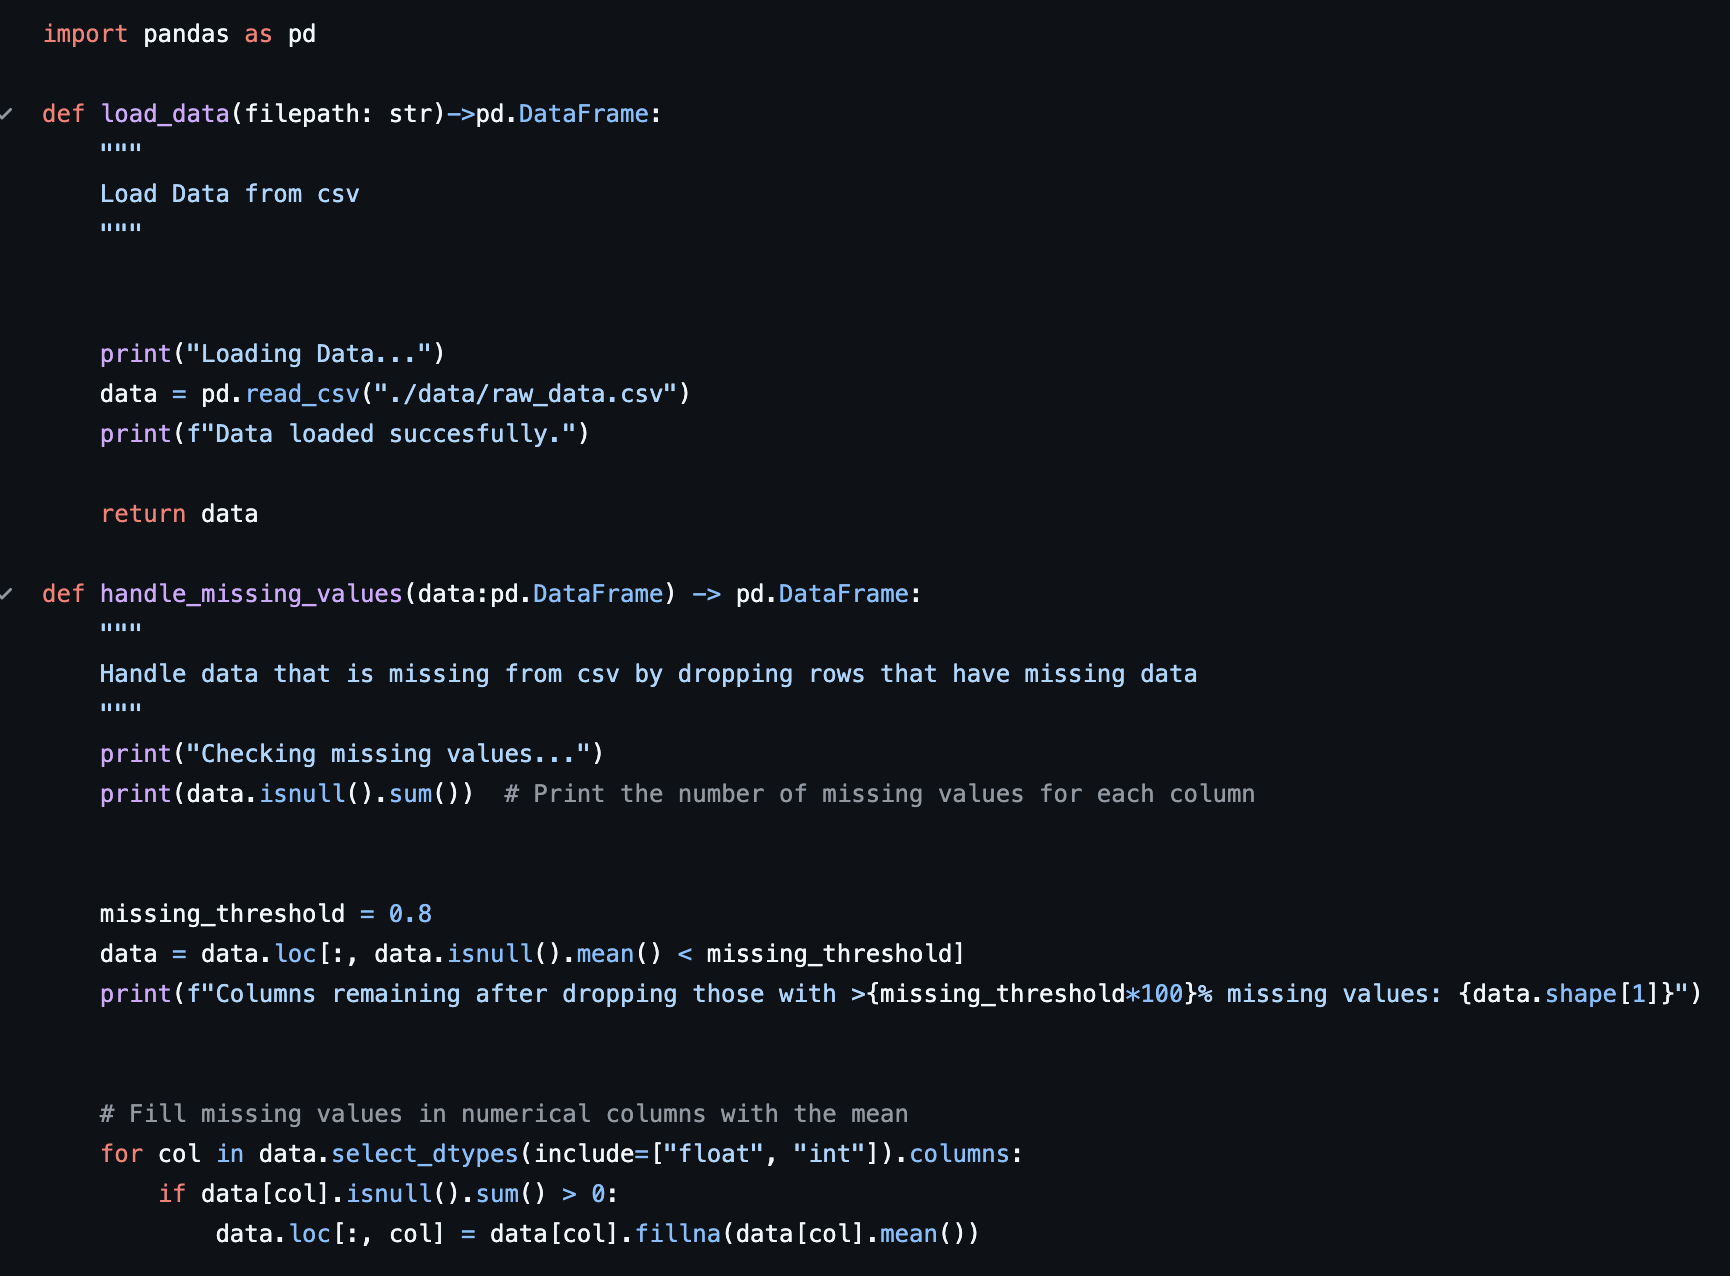 import pandas as pd
def load_data(filepath: str)->pd.DataFrame:
"""
Load Data from csv
"""
print("Loading Data...")
data = pd.read_csv("./data/raw_data.csv")
print(f"Data loaded succesfully.")
return data
def handle_missing_values(data:pd.DataFrame) -> pd.DataFrame:
"""
Handle data that is missing from csv by dropping rows that have missing data
"""
print("Checking missing values...")
print(data.isnull().sum())  # Print the number of missing values for each column
missing_threshold = 0.8
data = data.loc[:, data.isnull().mean() < missing_threshold]
print(f"Columns remaining after dropping those with >{missing_threshold*100}% missing values: {data.shape[1]}")
# Fill missing values in numerical columns with the mean
for col in data.select_dtypes(include=["float", "int"]).columns:
if data[col].isnull().sum() > 0:
data.loc[:, col] = data[col].fillna(data[col].mean())